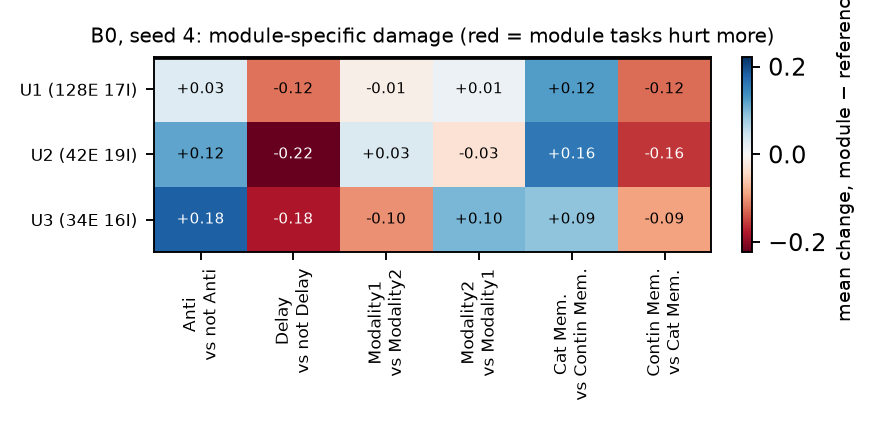 B0, seed 4: module-specific damage (red = module tasks hurt more)
U1 (128E 17I)
+0.03
-0.12
-0.01
+0.01
+0.12
-0.12
U2 (42E 19I)
+0.12
-0.22
+0.03
-0.03
+0.16
-0.16
U3 (34E 16I)
+0.18
-0.18
-0.10
+0.10
+0.09
-0.09
Anti
vs not Anti
Delay
vs not Delay
Modality1
vs Modality2
Modality2
vs Modality1
Cat Mem.
vs Contin Mem.
Contin Mem.
vs Cat Mem.
0.2
0.0
−0.2
mean change, module − referenc